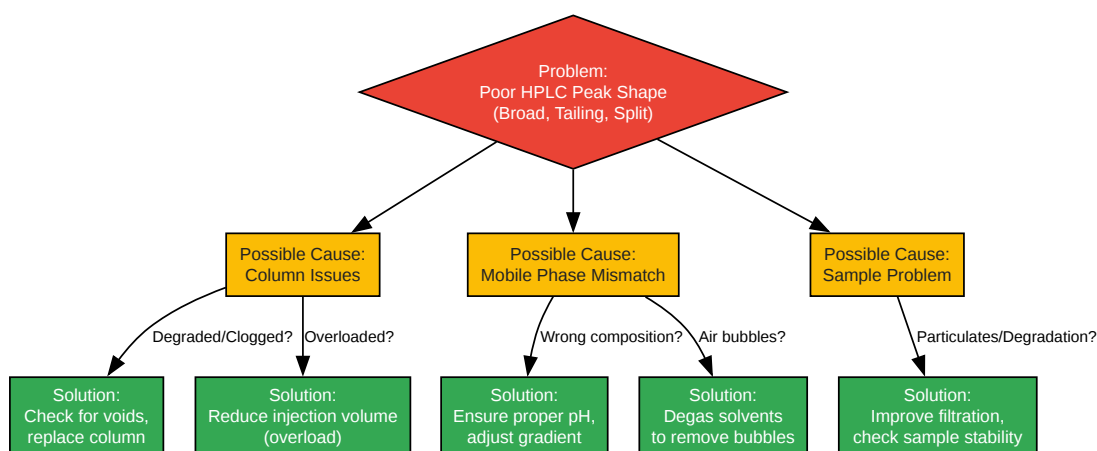 Problem:
Poor HPLC Peak Shape
(Broad, Tailing, Split)
Possible Cause:
Column Issues
Possible Cause:
Mobile Phase Mismatch
Possible Cause:
Sample Problem
Degraded/Clogged?
Overloaded?
Wrong composition?
Air bubbles?
Particulates/Degradation?
Solution:
Check for voids,
replace column
Solution:
Reduce injection volume
(overload)
Solution:
Ensure proper pH,
adjust gradient
Solution:
Degas solvents
to remove bubbles
Solution:
Improve filtration,
check sample stability